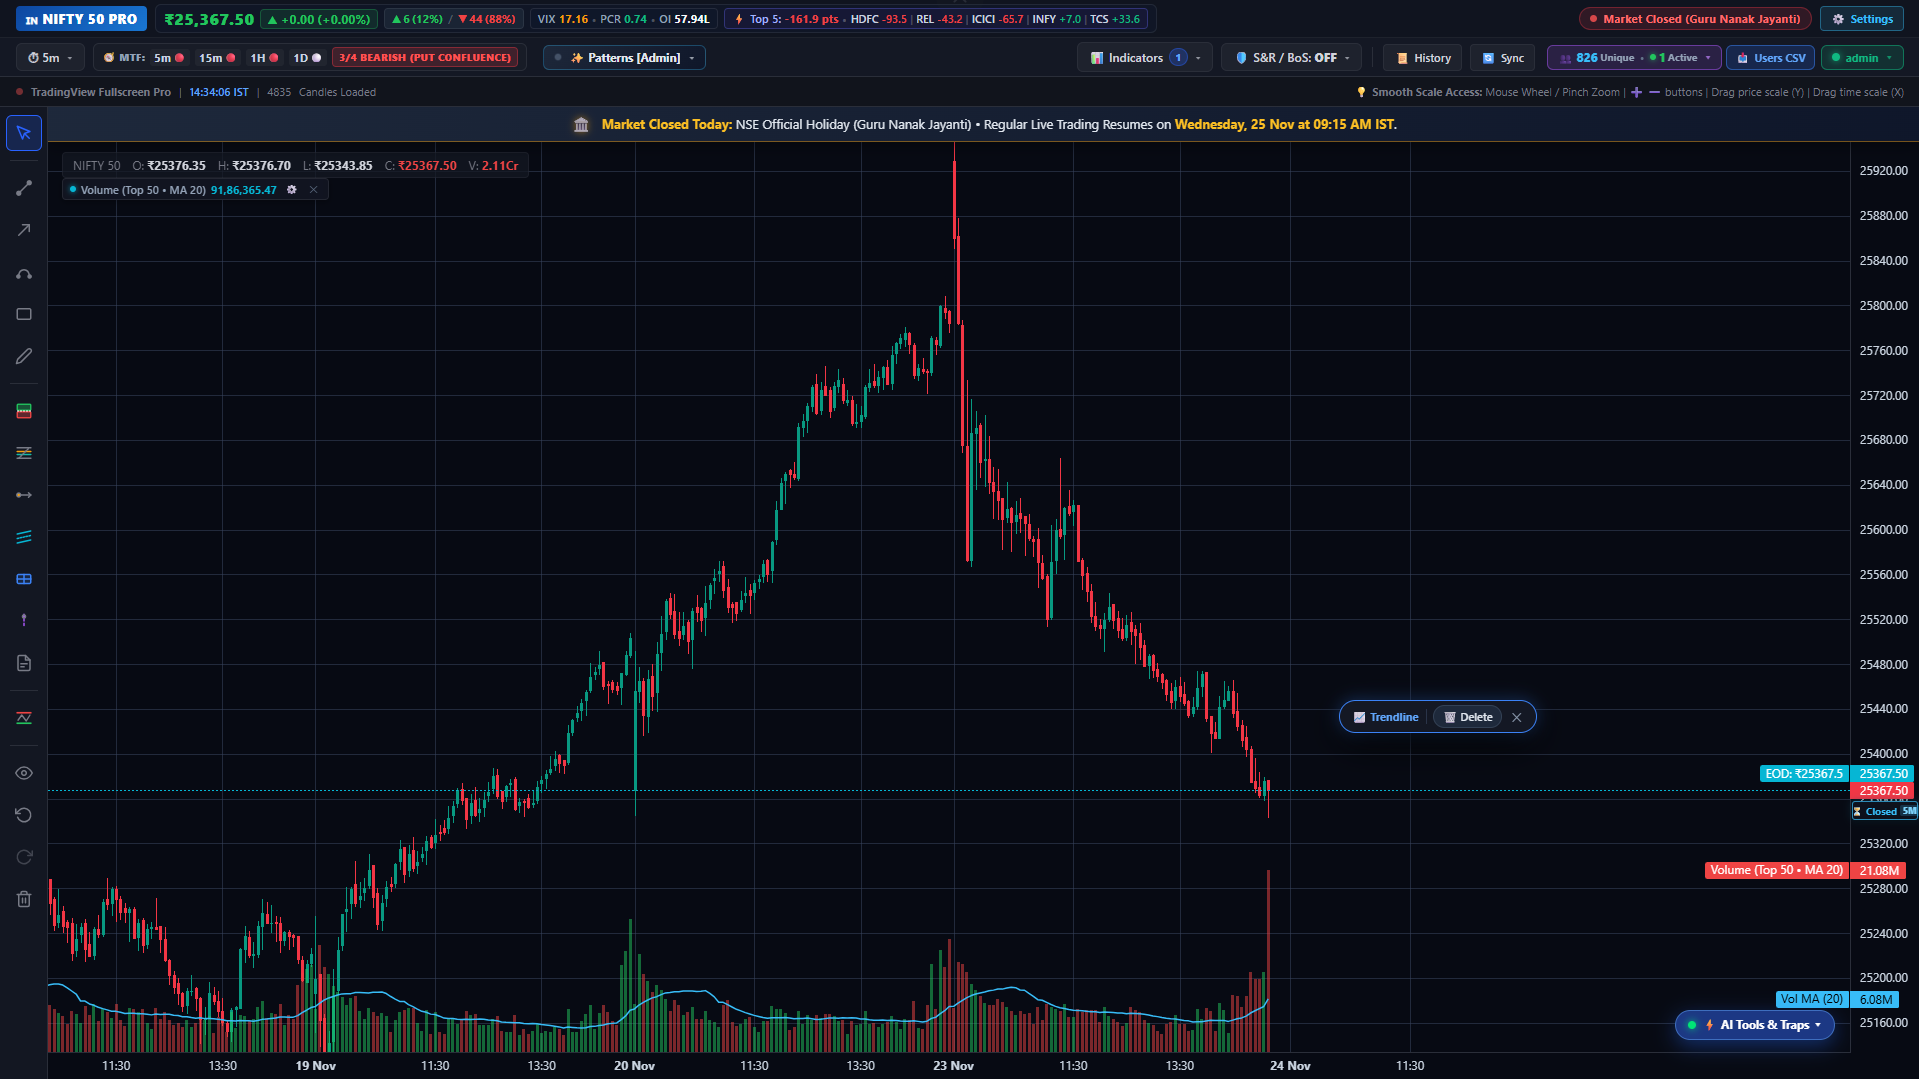 IN NIFTY 50 PRO ₹25,367.50 ▲ +0.00 (+0.00%) ▲ 6 (12%) / ▼ 44 (88%) VIX 17.16 • PCR 0.74 • OI 57.94L Top 5: -161.9 pts • HDFC -93.5 | REL -43.2 | ICICI -65.7 | INFY +7.0 | TCS +33.6 Market Closed (Guru Nanak Jayanti) Settings
5m MTF: 5m 15m 1H 1D 3/4 BEARISH (PUT CONFLUENCE) Patterns [Admin] Indicators 1 S&R / BoS: OFF History Sync 826 Unique • 1 Active Users CSV admin
TradingView Fullscreen Pro | 14:34:06 IST | 4835 Candles Loaded Smooth Scale Access: Mouse Wheel / Pinch Zoom | + − buttons | Drag price scale (Y) | Drag time scale (X)
Market Closed Today: NSE Official Holiday (Guru Nanak Jayanti) • Regular Live Trading Resumes on Wednesday, 25 Nov at 09:15 AM IST.
NIFTY 50 O: ₹25376.35 H: ₹25376.70 L: ₹25343.85 C: ₹25367.50 V: 2.11Cr
Volume (Top 50 • MA 20) 91,86,365.47
25920.00
25880.00
25840.00
25800.00
25760.00
25720.00
25680.00
25640.00
25600.00
25560.00
25520.00
25480.00
25440.00
Trendline Delete
25400.00
EOD: ₹25367.5 25367.50
25367.50
Closed 5M
25320.00
Volume (Top 50 • MA 20) 21.08M
25280.00
25240.00
25200.00
Vol MA (20) 6.08M
25160.00
AI Tools & Traps
11:30 13:30 19 Nov 11:30 13:30 20 Nov 11:30 13:30 23 Nov 11:30 13:30 24 Nov 11:30